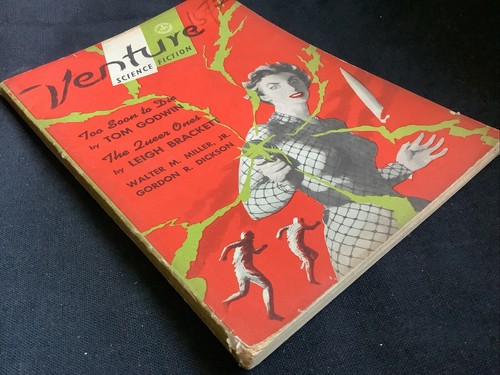 Venture
SCIENCE FICTION
Too Soon to Die
by TOM GODWIN
The Queer Ones
by LEIGH BRACKETT
WALTER M. MILLER, JR.
GORDON R. DICKSON